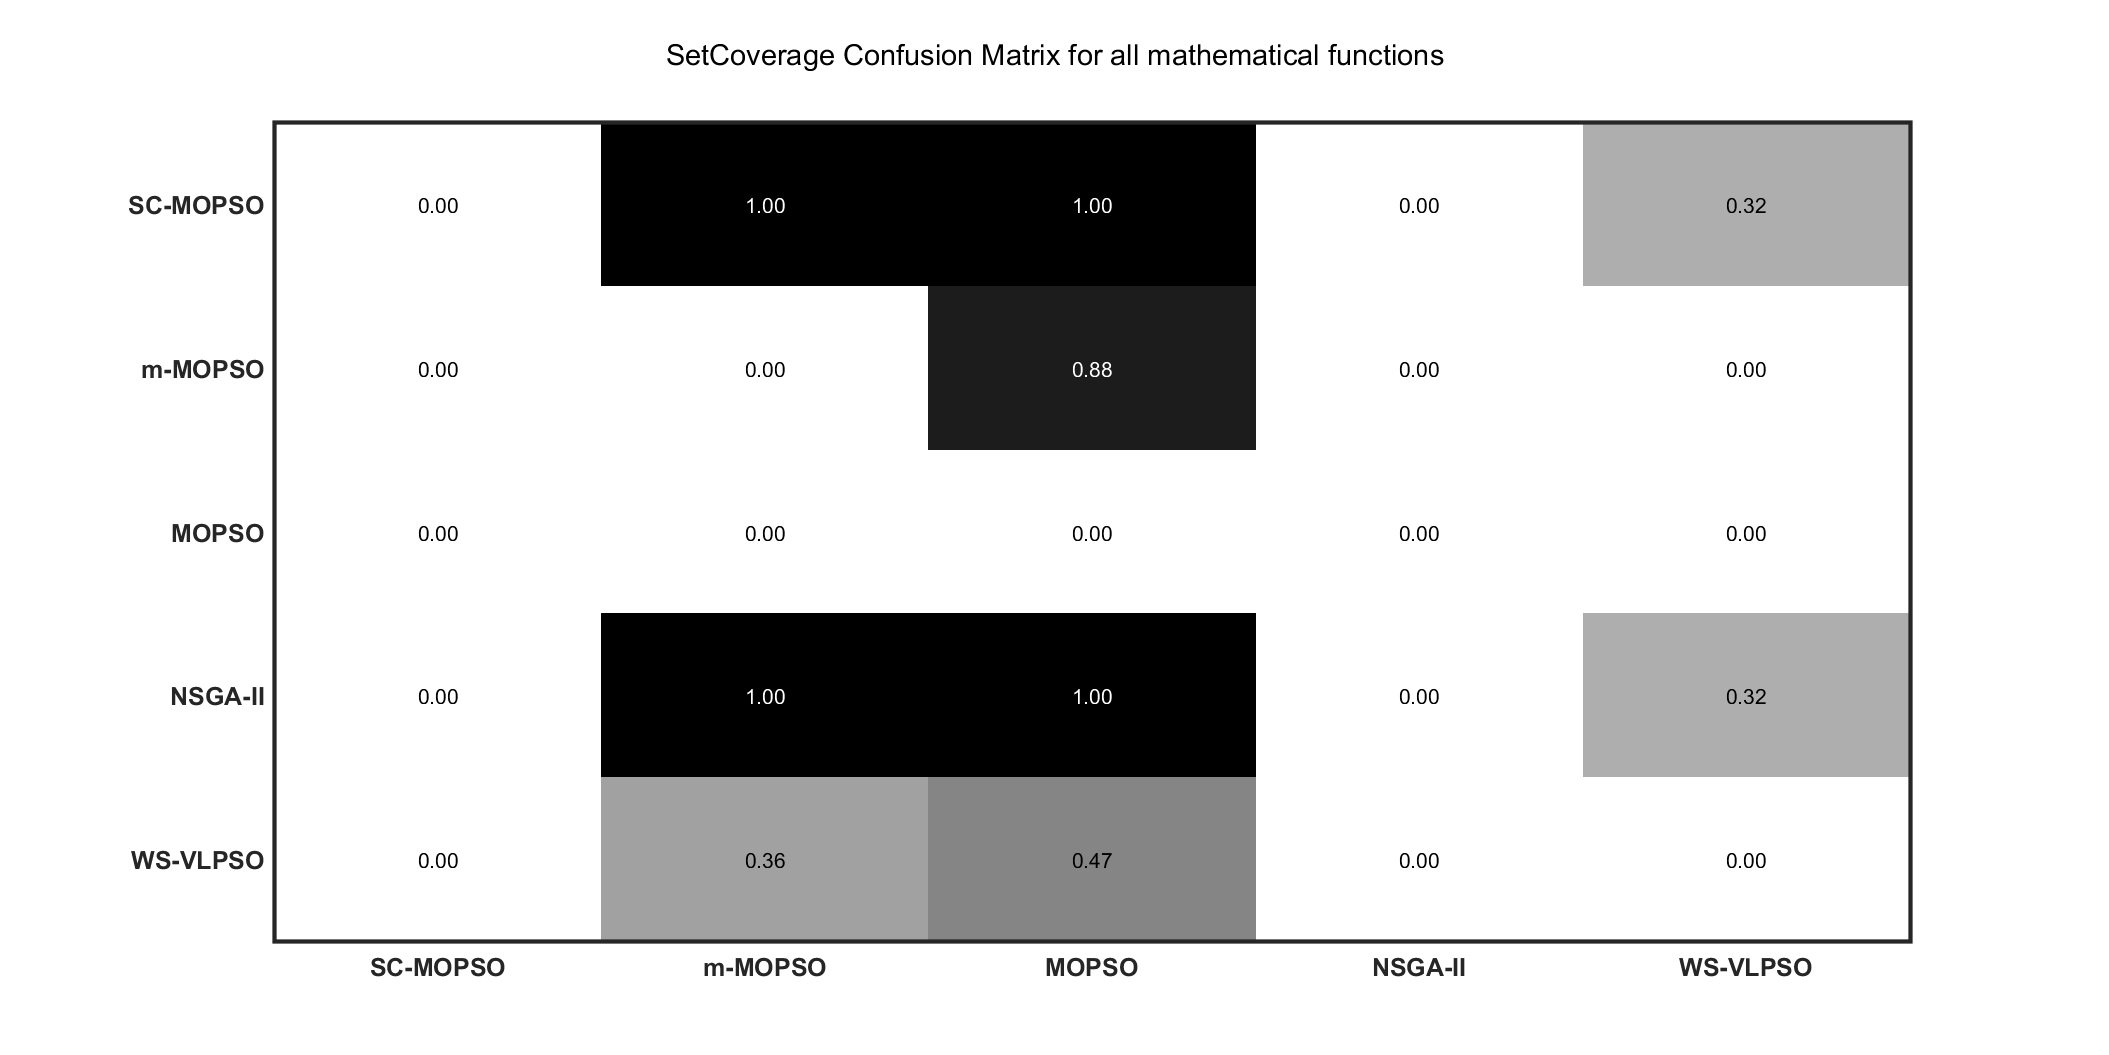 SetCoverage Confusion Matrix for all mathematical functions
SC-MOPSO 0.00 1.00 1.00 0.00 0.32
m-MOPSO 0.00 0.00 0.88 0.00 0.00
MOPSO 0.00 0.00 0.00 0.00 0.00
NSGA-II 0.00 1.00 1.00 0.00 0.32
WS-VLPSO 0.00 0.36 0.47 0.00 0.00
SC-MOPSO m-MOPSO MOPSO NSGA-II WS-VLPSO